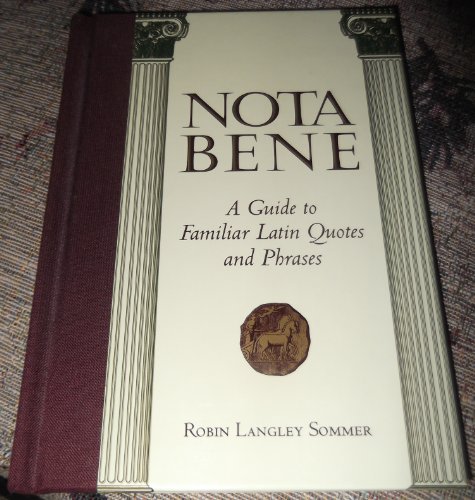 NOTA
BENE
A Guide to
Familiar Latin Quotes
and Phrases
ROBIN LANGLEY SOMMER